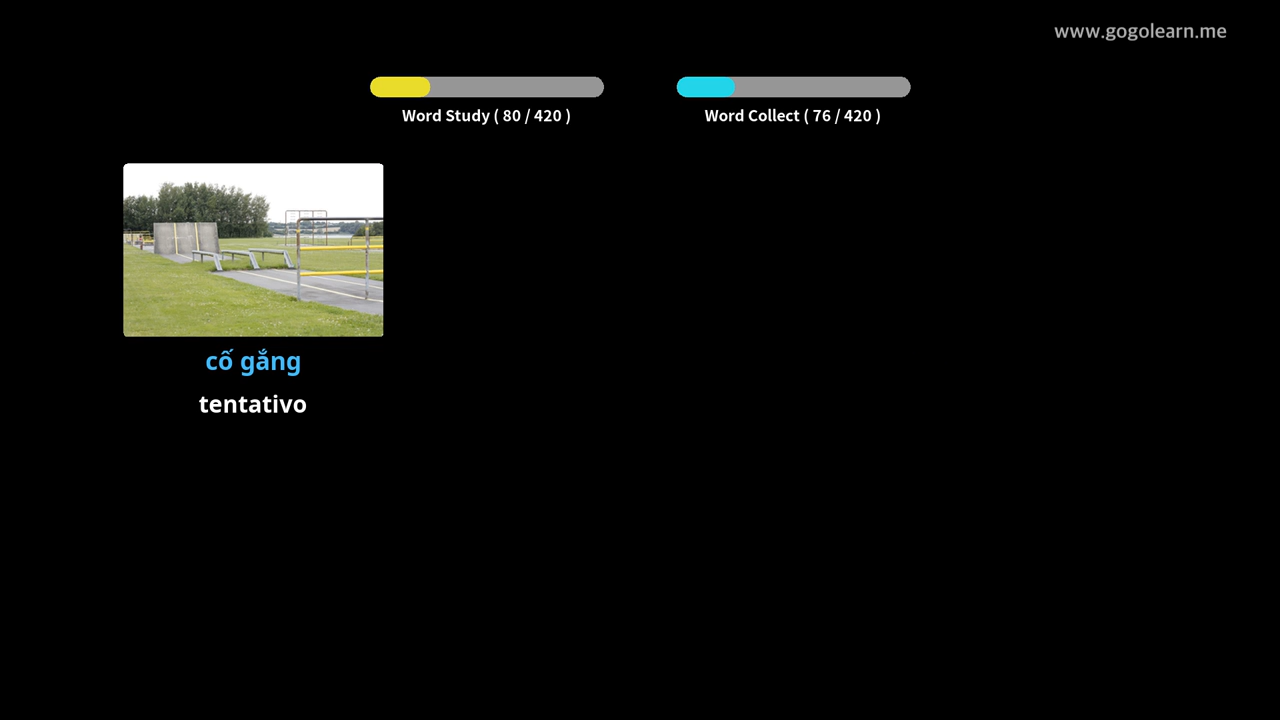 www.gogolearn.me
Word Study ( 80 / 420 )
Word Collect ( 76 / 420 )
cố gắng
tentativo